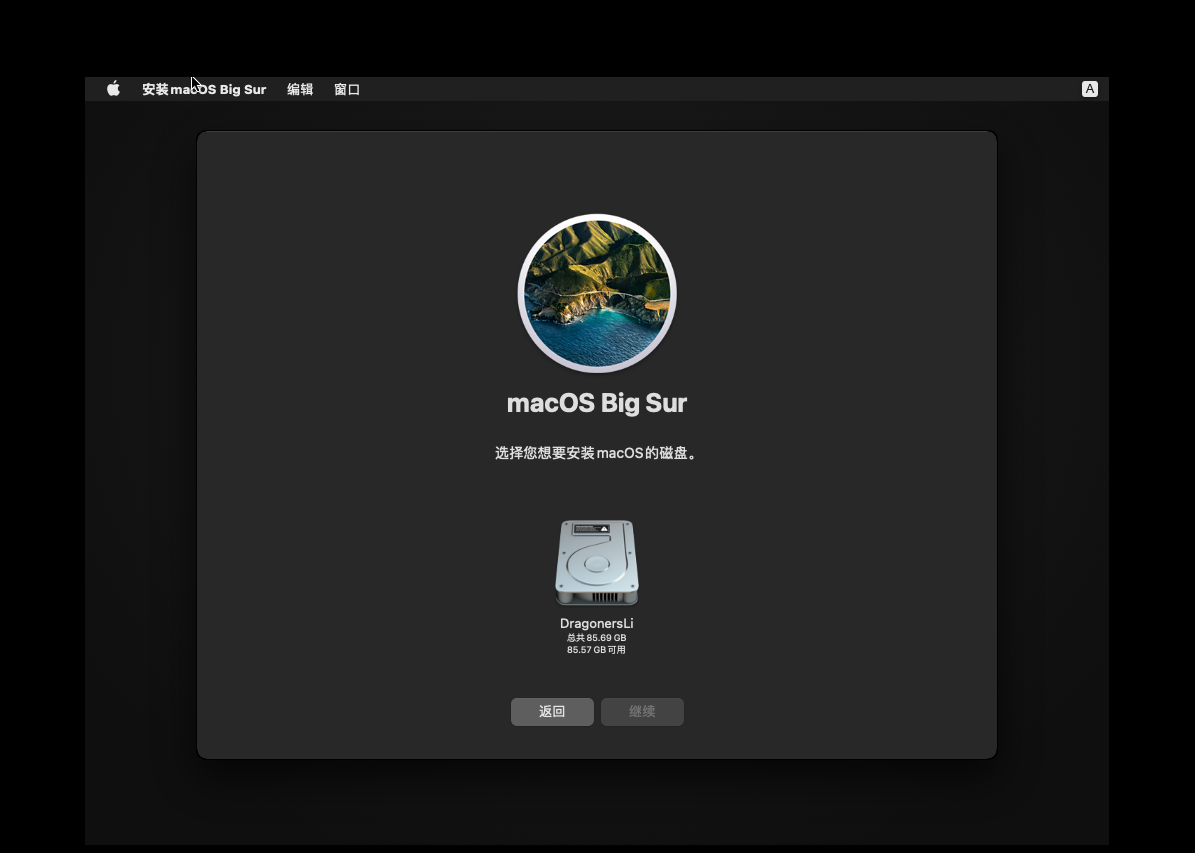 安装macOS Big Sur 编辑 窗口 A
macOS Big Sur
选择您想要安装macOS的磁盘。
DragonersLi
总共 85.69 GB
85.57 GB 可用
返回 继续